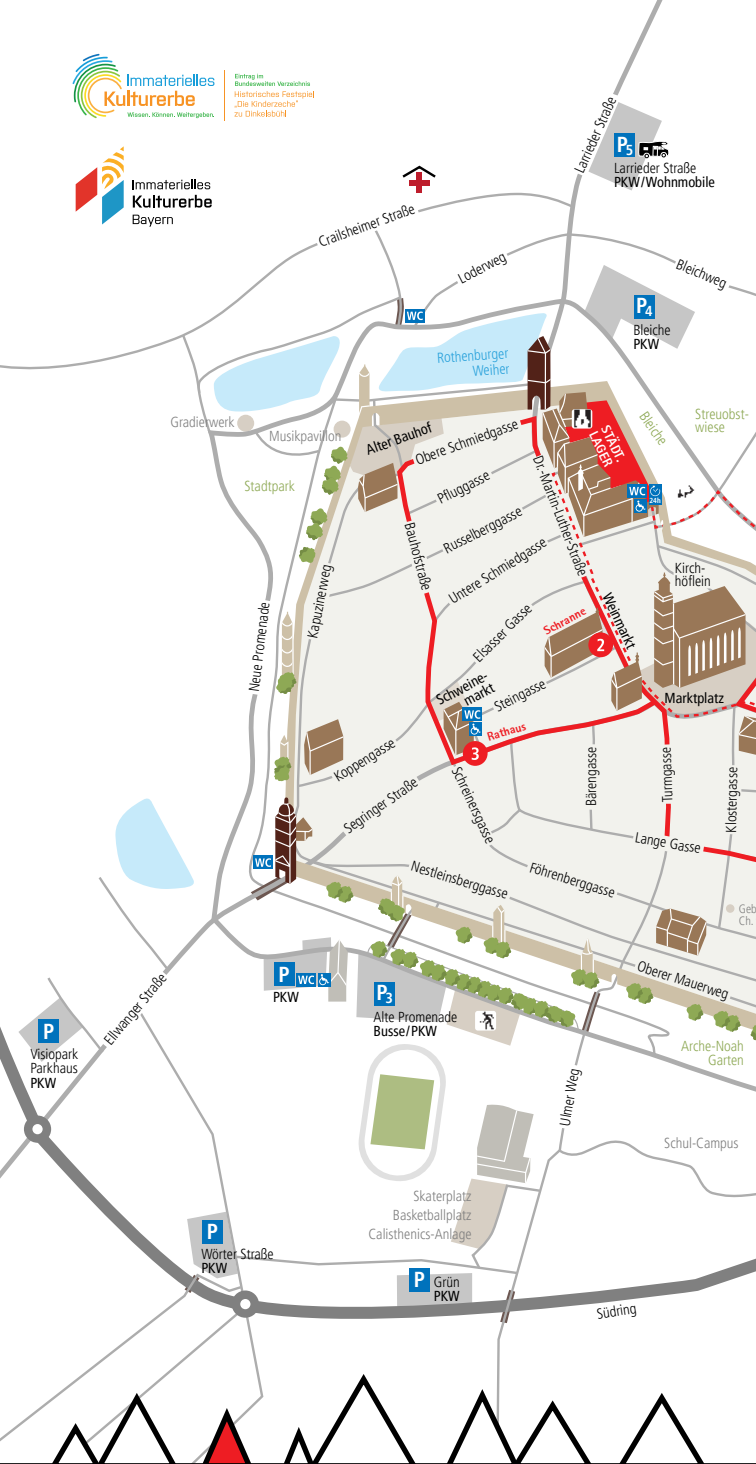 Immaterielles
Kulturerbe
Wissen. Können. Weitergeben.
Eintrag im
Bundesweiten Verzeichnis
Historisches Festspiel
„Die Kinderzeche“
zu Dinkelsbühl
Immaterielles
Kulturerbe
Bayern
Larrieder Straße
P5
Larrieder Straße
PKW/Wohnmobile
Crailsheimer Straße
Loderweg
Bleichweg
WC
P4
Bleiche
PKW
Rothenburger
Weiher
Gradierwerk
Musikpavillon
Alter Bauhof
Obere Schmiedgasse
STÄDT.
LAGER
Bleiche
Streuobst-
wiese
Stadtpark
Pfluggasse
Dr.-Martin-Luther-Straße
WC
24h
Russelberggasse
Bauhofstraße
Untere Schmiedgasse
Kirch-
höflein
Kapuzinerweg
Neue Promenade
Elsasser Gasse
Schranne
2
Weinmarkt
Schweine-
markt
Steingasse
Marktplatz
WC
Rathaus
3
Koppengasse
Segringer Straße
Schreinersgasse
Bärengasse
Turmgasse
Klostergasse
Lange Gasse
WC
Nestleinsberggasse
Föhrenberggasse
Geb
Ch.
Oberer Mauerweg
P
WC
PKW
P3
Alte Promenade
Busse/PKW
Ellwanger Straße
P
Visiopark
Parkhaus
PKW
Arche-Noah
Garten
Ulmer Weg
Schul-Campus
Skaterplatz
Basketballplatz
Calisthenics-Anlage
P
Wörter Straße
PKW
P
Grün
PKW
Südring